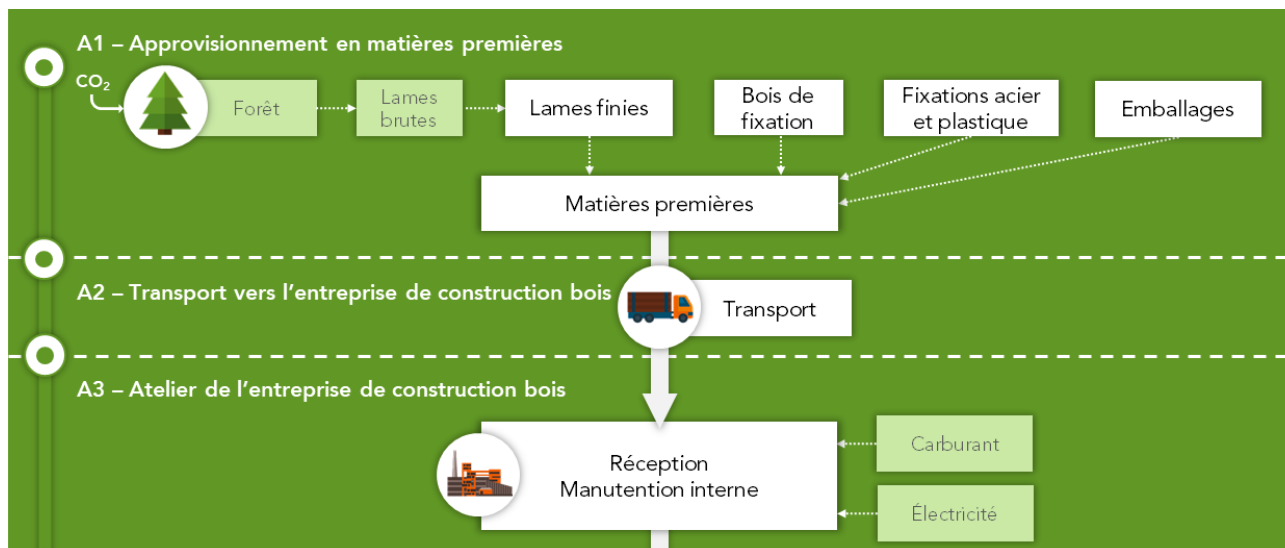 A1 – Approvisionnement en matières premières
CO₂
Forêt
Lames
brutes
Lames finies
Bois de
fixation
Fixations acier
et plastique
Emballages
Matières premières
A2 – Transport vers l’entreprise de construction bois
Transport
A3 – Atelier de l’entreprise de construction bois
Réception
Manutention interne
Carburant
Électricité